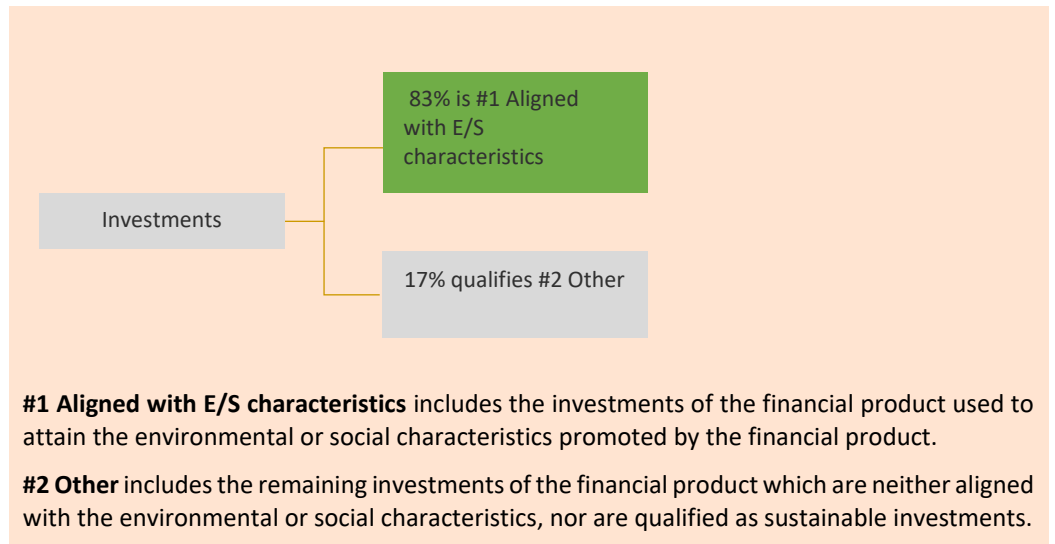 83% is #1 Aligned
with E/S
characteristics
Investments
17% qualifies #2 Other
#1 Aligned with E/S characteristics includes the investments of the financial product used to
attain the environmental or social characteristics promoted by the financial product.
#2 Other includes the remaining investments of the financial product which are neither aligned
with the environmental or social characteristics, nor are qualified as sustainable investments.